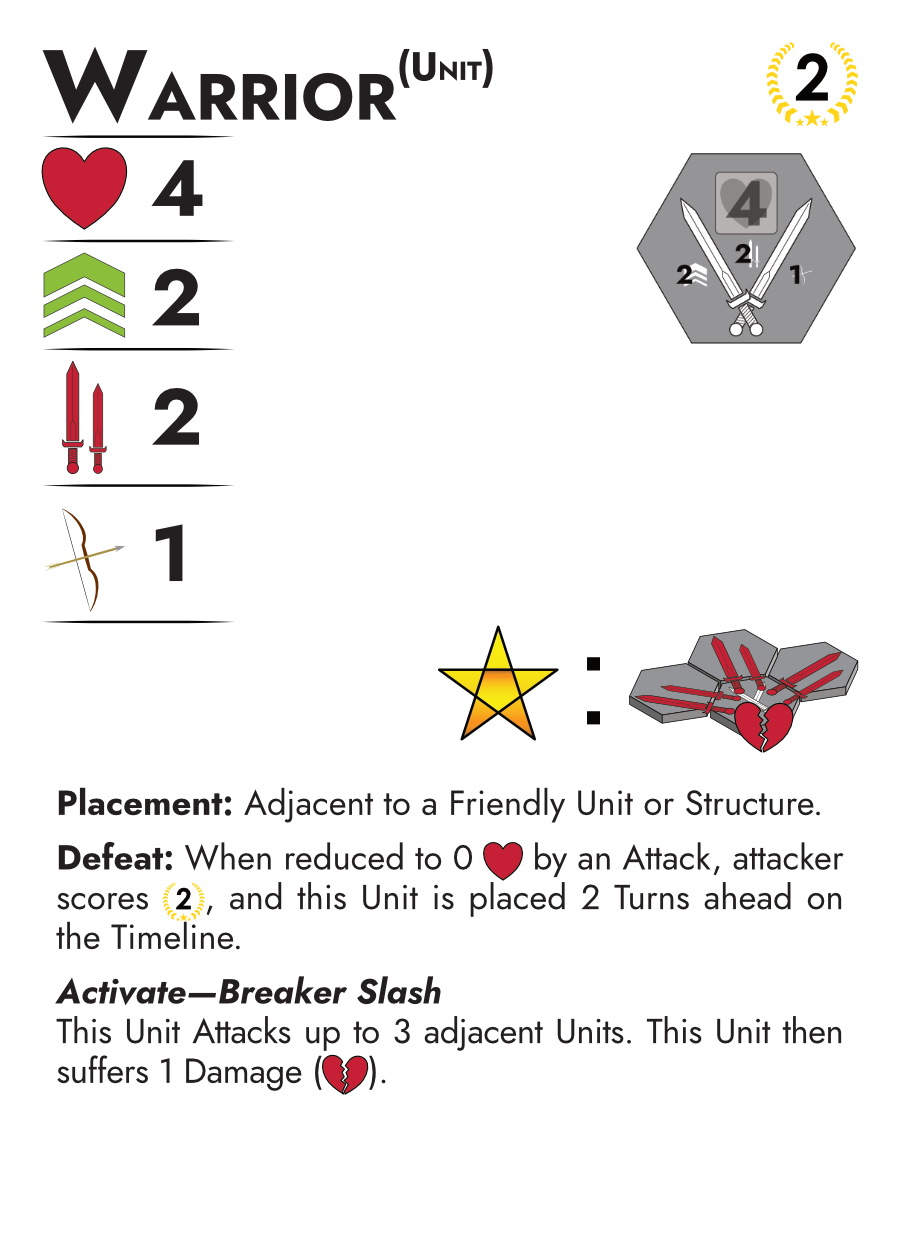 WARRIOR(UNIT)
2
4
4
2
2
2
1
2
1
:
Placement: Adjacent to a Friendly Unit or Structure.
Defeat: When reduced to 0 by an Attack, attacker
scores 2, and this Unit is placed 2 Turns ahead on
the Timeline.
Activate—Breaker Slash
This Unit Attacks up to 3 adjacent Units. This Unit then
suffers 1 Damage ( ).